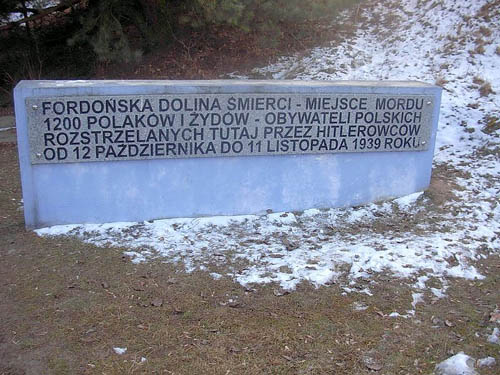 FORDOŃSKA DOLINA ŚMIERCI - MIEJSCE MORDU
1200 POLAKÓW I ŻYDÓW - OBYWATELI POLSKICH
ROZSTRZELANYCH TUTAJ PRZEZ HITLEROWCÓW
OD 12 PAŹDZIERNIKA DO 11 LISTOPADA 1939 ROKU